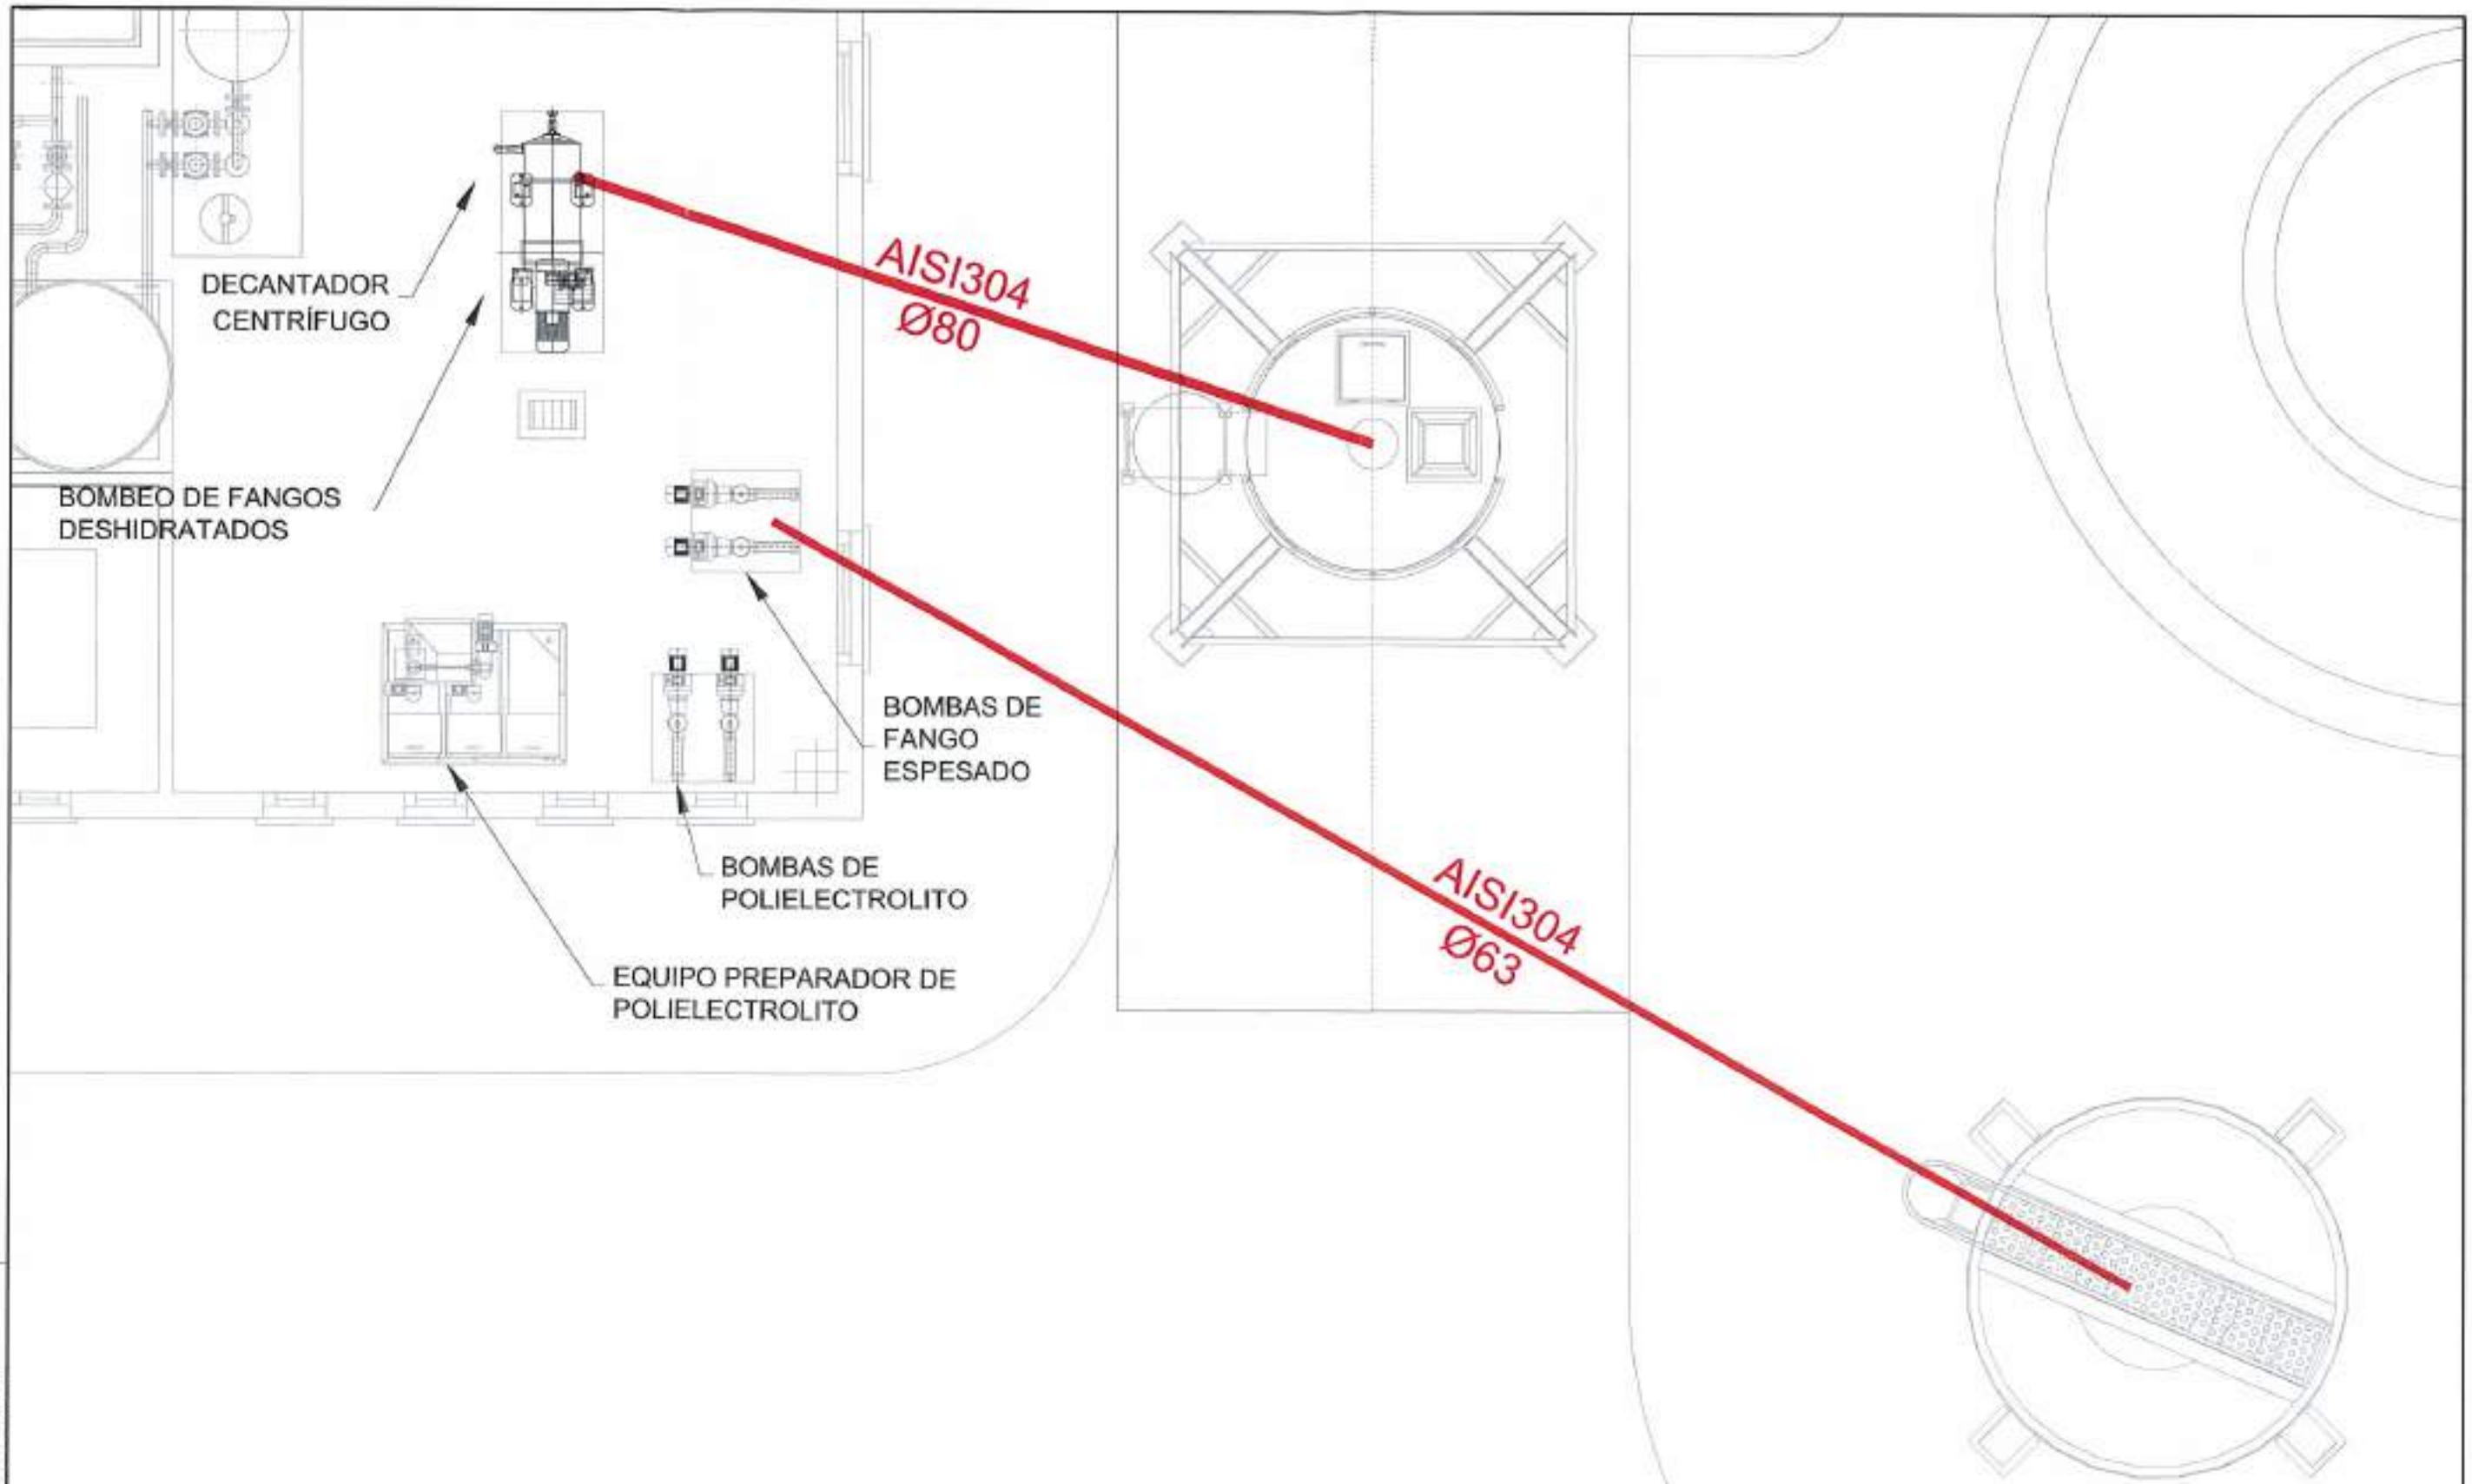 AISI304
Ø80
DECANTADOR
CENTRÍFUGO
BOMBEO DE FANGOS
DESHIDRATADOS
BOMBAS DE
FANGO
ESPESADO
BOMBAS DE
POLIELECTROLITO
AISI304
Ø63
EQUIPO PREPARADOR DE
POLIELECTROLITO